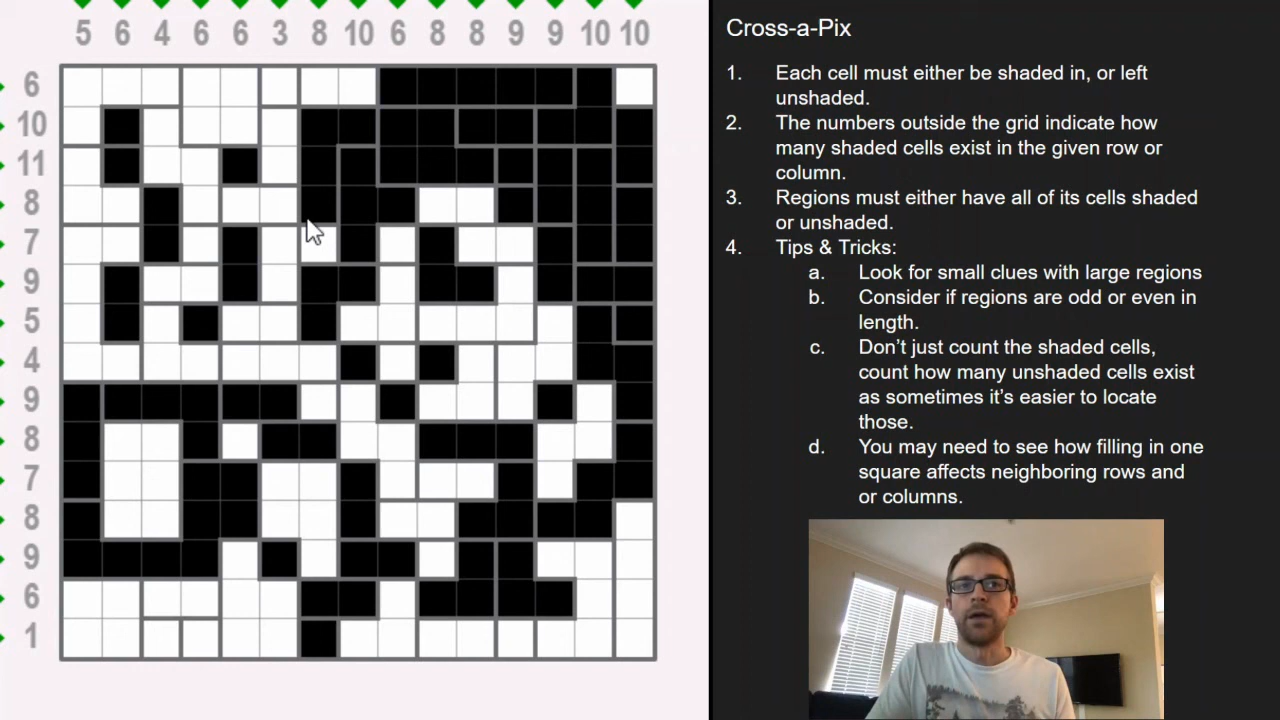 5 6 4 6 6 3 8 10 6 8 8 9 9 10 10
6
10
11
8
7
9
5
4
9
8
7
8
9
6
1
Cross-a-Pix
1. Each cell must either be shaded in, or left
unshaded.
2. The numbers outside the grid indicate how
many shaded cells exist in the given row or
column.
3. Regions must either have all of its cells shaded
or unshaded.
4. Tips & Tricks:
a. Look for small clues with large regions
b. Consider if regions are odd or even in
length.
c. Don’t just count the shaded cells,
count how many unshaded cells exist
as sometimes it’s easier to locate
those.
d. You may need to see how filling in one
square affects neighboring rows and
or columns.